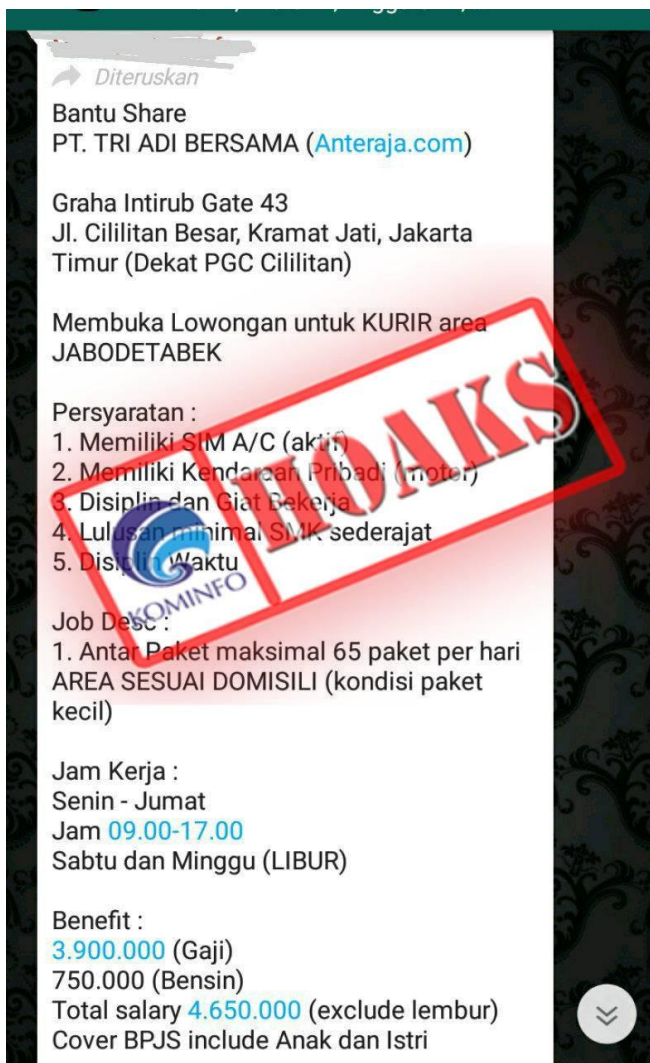 Diteruskan
Bantu Share
PT. TRI ADI BERSAMA (Anteraja.com)
Graha Intirub Gate 43
Jl. Cililitan Besar, Kramat Jati, Jakarta
Timur (Dekat PGC Cililitan)
Membuka Lowongan untuk KURIR area
JABODETABEK
Persyaratan :
1. Memiliki SIM A/C (aktif)
2. Memiliki Kendaraan Pribadi (motor)
3. Disiplin dan Giat Bekerja
4. Lulusan minimal SMK sederajat
5. Disiplin Waktu
HOAKS
KOMINFO
Job Desc :
1. Antar Paket maksimal 65 paket per hari
AREA SESUAI DOMISILI (kondisi paket
kecil)
Jam Kerja :
Senin - Jumat
Jam 09.00-17.00
Sabtu dan Minggu (LIBUR)
Benefit :
3.900.000 (Gaji)
750.000 (Bensin)
Total salary 4.650.000 (exclude lembur)
Cover BPJS include Anak dan Istri